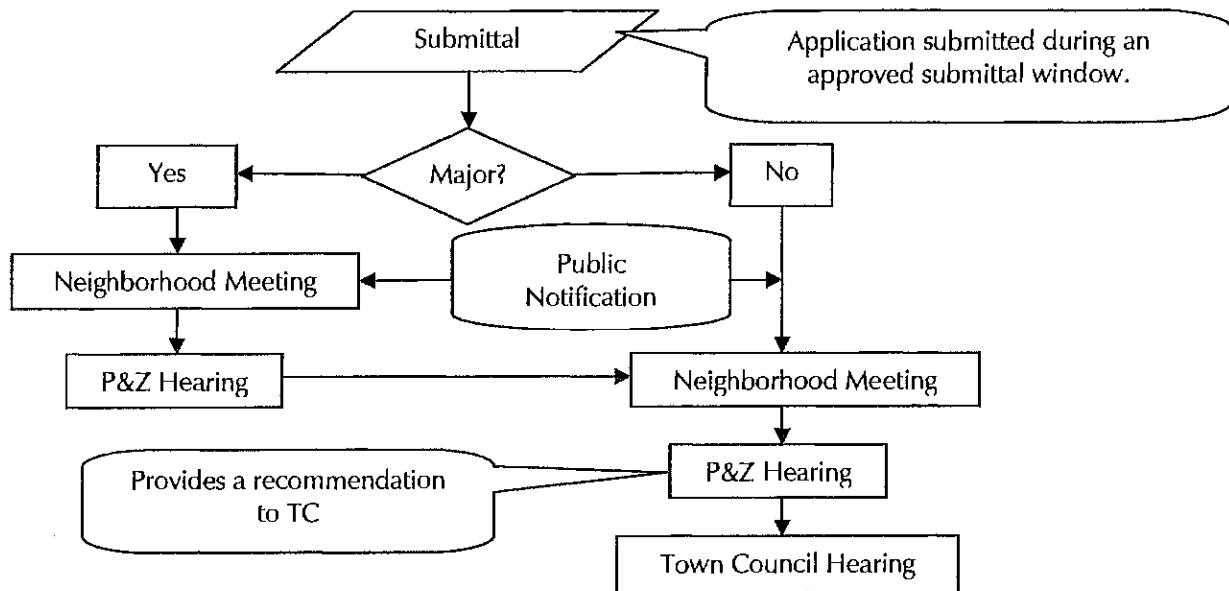 Submittal
Application submitted during an
approved submittal window.
Yes
Major?
No
Public
Notification
Neighborhood Meeting
P&Z Hearing
Neighborhood Meeting
Provides a recommendation
to TC
P&Z Hearing
Town Council Hearing